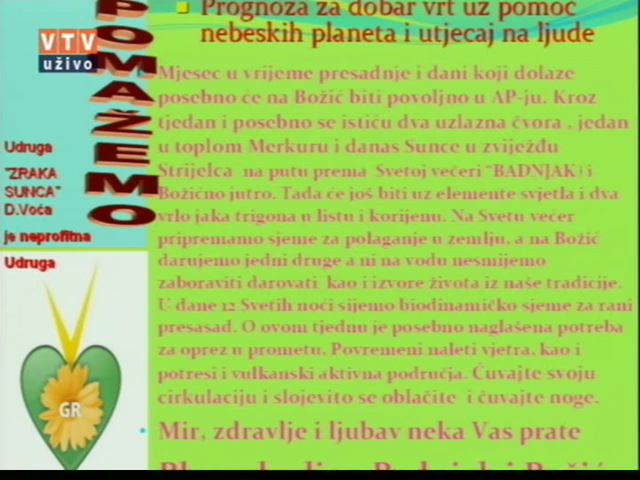 Prognoza za dobar vrt uz pomoć
nebeskih planeta i utjecaj na ljude
VTV
uživo
POMAŽEMO
Udruga
"ZRAKA
SUNCA"
D.Voća
je neprofitna
Udruga
GR
Mjesec u vrijeme presadnje i dani koji dolaze
posebno će na Božić biti povoljno u AP-ju. Kroz
tjedan i posebno se ističu dva uzlazna čvora , jedan
u toplom Merkuru i danas Sunce u zviježđu
Strijelca na putu prema Svetoj večeri "BADNJAK) i
Božićno jutro. Tada će još biti uz elemente svjetla i dva
vrlo jaka trigona u listu i korijenu. Na Svetu večer
pripremamo sjeme za polaganje u zemlju, a na Božić
darujemo jedni druge a ni na vodu nesmijemo
zaboraviti darovati kao i izvore života iz naše tradicije.
U dane 12 Svetih noći sijemo biodinamičko sjeme za rani
presasad. O ovom tjednu je posebno naglašena potreba
za oprez u prometu, Povremeni naleti vjetra, kao i
potresi i vulkanski aktivna područja. Čuvajte svoju
cirkulaciju i slojevito se oblačite i čuvajte noge.
Mir, zdravlje i ljubav neka Vas prate